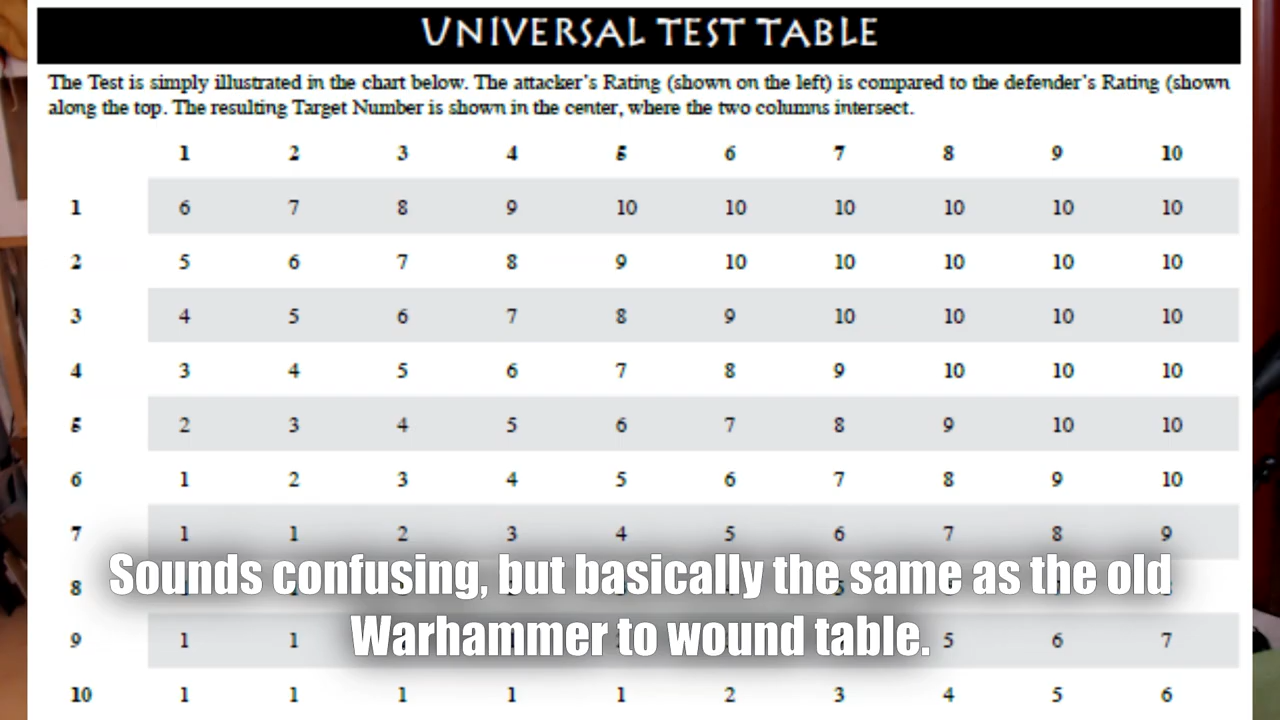 UNIVERSAL TEST TABLE
The Test is simply illustrated in the chart below. The attacker's Rating (shown on the left) is compared to the defender's Rating (shown
along the top. The resulting Target Number is shown in the center, where the two columns intersect.
1 2 3 4 5 6 7 8 9 10
1 6 7 8 9 10 10 10 10 10 10
2 5 6 7 8 9 10 10 10 10 10
3 4 5 6 7 8 9 10 10 10 10
4 3 4 5 6 7 8 9 10 10 10
5 2 3 4 5 6 7 8 9 10 10
6 1 2 3 4 5 6 7 8 9 10
7 1 1 2 3 4 5 6 7 8 9
Sounds confusing, but basically the same as the old
8
Warhammer to wound table.
9 1 1 5 6 7
10 1 1 1 1 1 2 3 4 5 6